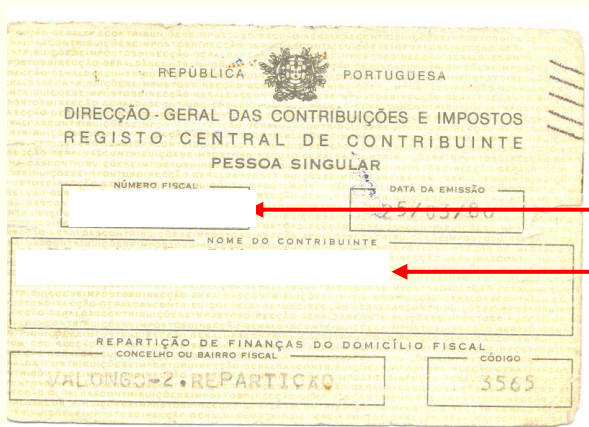 REPÚBLICA PORTUGUESA
DIRECÇÃO-GERAL DAS CONTRIBUIÇÕES E IMPOSTOS
REGISTO CENTRAL DE CONTRIBUINTE
PESSOA SINGULAR
NÚMERO FISCAL
DATA DA EMISSÃO
NOME DO CONTRIBUINTE
REPARTIÇÃO DE FINANÇAS DO DOMICÍLIO FISCAL
CONCELHO OU BAIRRO FISCAL
CÓDIGO
VALONGO-2.REPARTIÇÃO
3565